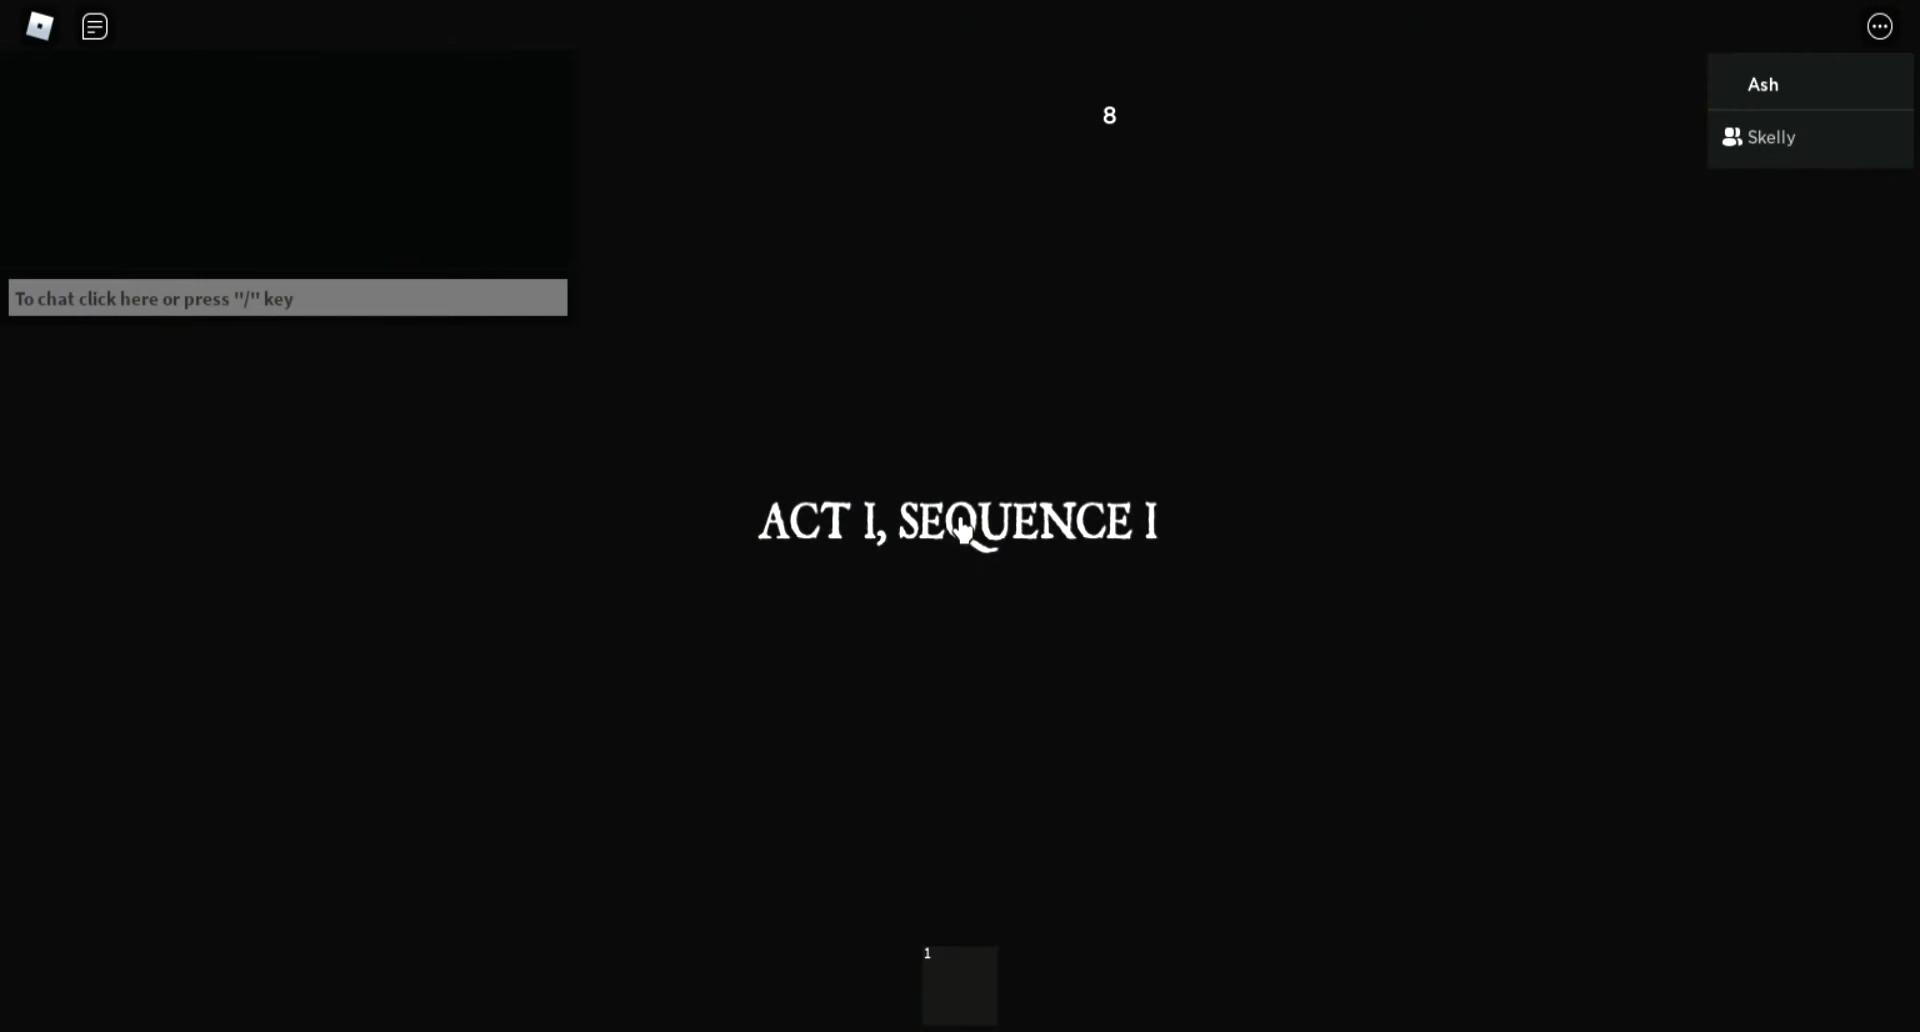 Ash
8
Skelly
To chat click here or press "/" key
ACT I, SEQUENCE I
1